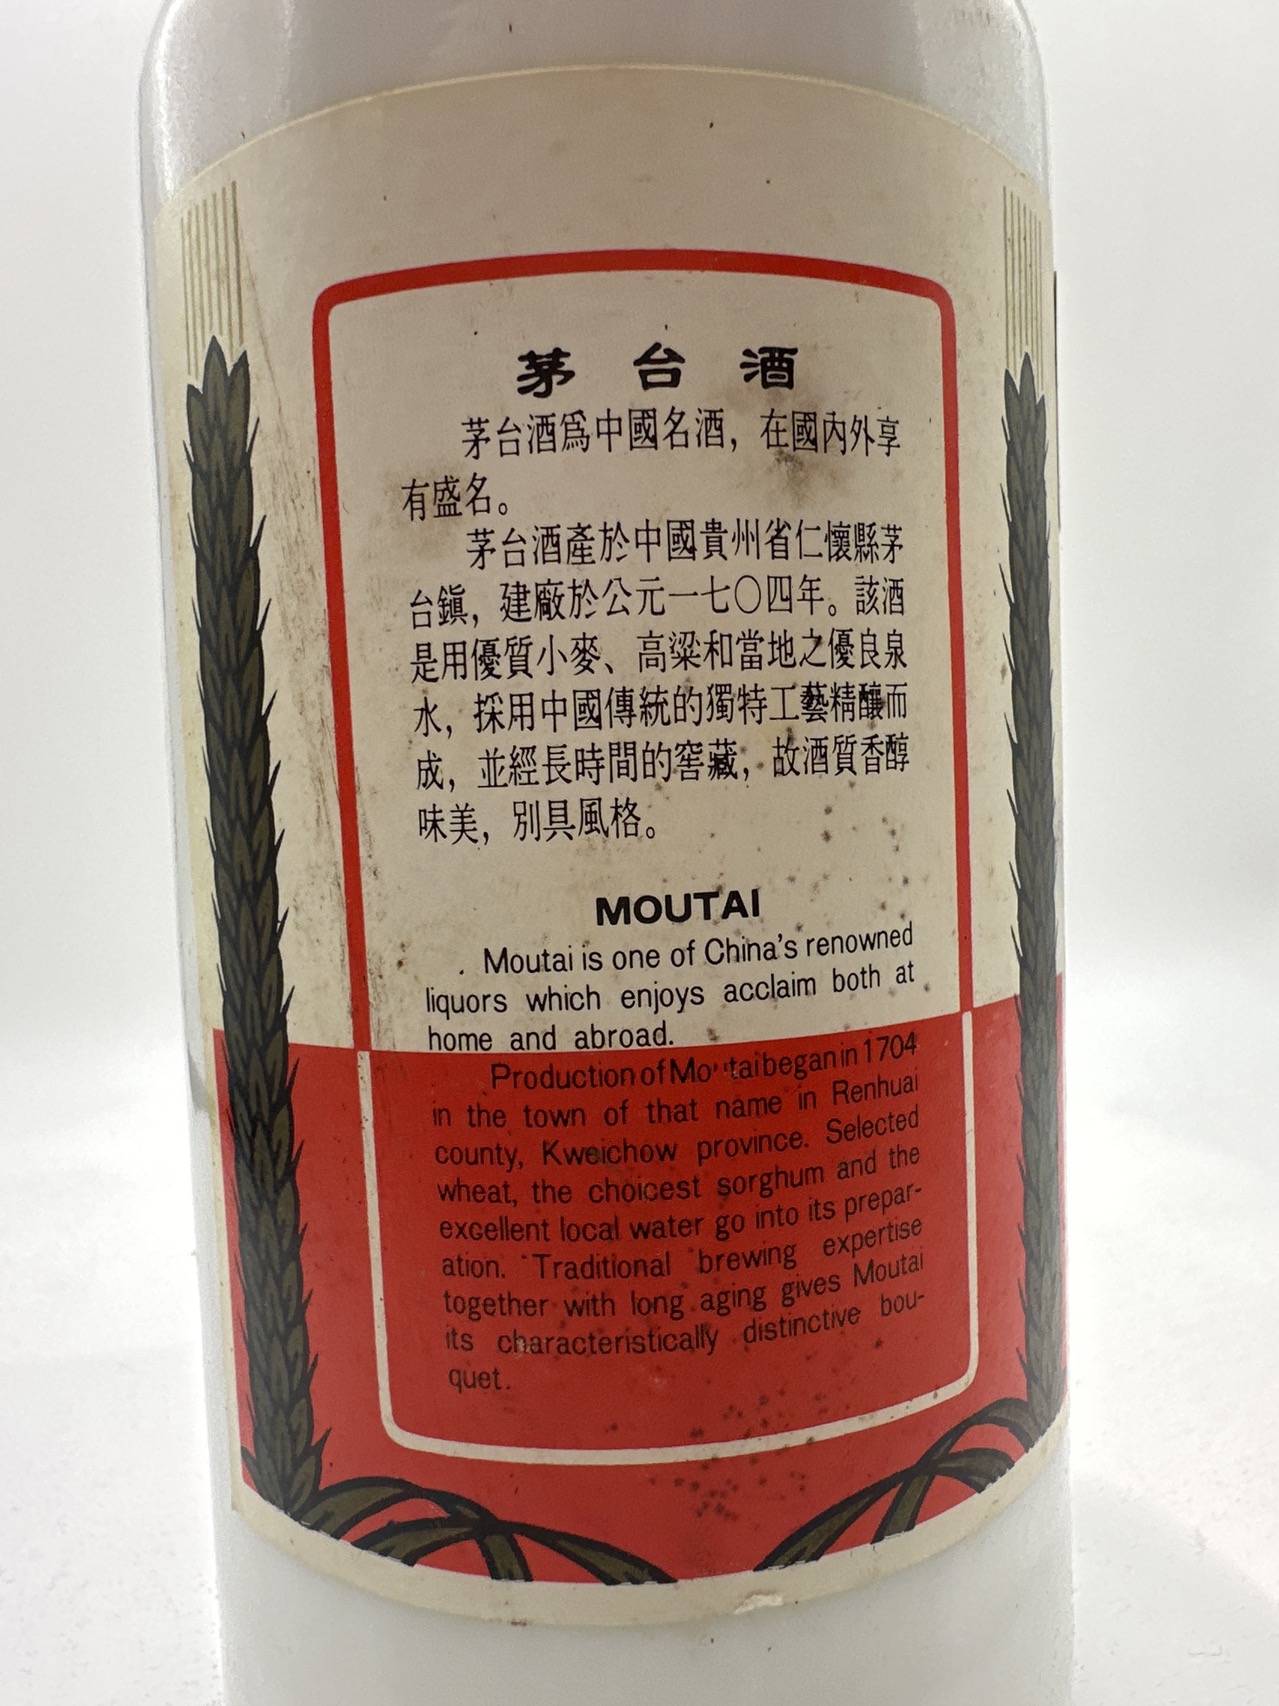 茅台酒
茅台酒爲中國名酒，在國內外享
有盛名。
茅台酒產於中國貴州省仁懷縣茅
台鎭，建廠於公元一七〇四年。該酒
是用優質小麥、高粱和當地之優良泉
水，採用中國傳統的獨特工藝精釀而
成，並經長時間的窖藏，故酒質香醇
味美，別具風格。
MOUTAI
Moutai is one of China's renowned
liquors which enjoys acclaim both at
home and abroad.
Production of Moutai began in 1704
in the town of that name in Renhuai
county, Kweichow province. Selected
wheat, the choicest sorghum and the
excellent local water go into its prepar-
ation. Traditional brewing expertise
together with long aging gives Moutai
its characteristically distinctive bou-
quet.